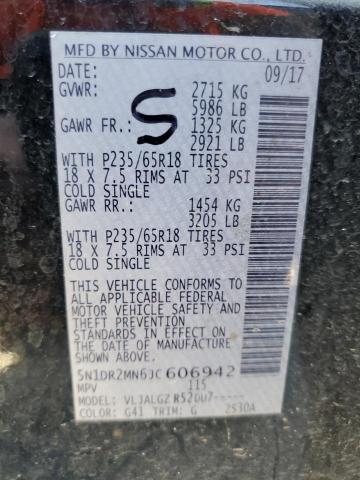 MFD BY NISSAN MOTOR CO., LTD.
DATE: 09/17
GVWR: 2715 KG
5986 LB
GAWR FR.: 1325 KG
2921 LB
S
WITH P235/65R18 TIRES
18 X 7.5 RIMS AT 33 PSI
COLD SINGLE
GAWR RR.: 1454 KG
3205 LB
WITH P235/65R18 TIRES
18 X 7.5 RIMS AT 33 PSI
COLD SINGLE
THIS VEHICLE CONFORMS TO
ALL APPLICABLE FEDERAL
MOTOR VEHICLE SAFETY AND
THEFT PREVENTION
STANDARDS IN EFFECT ON
THE DATE OF MANUFACTURE
SHOWN ABOVE.
5N1DR2MN6JC606942
MPV 115
MODEL: VLJALGZ R52DU7-----
COLOR: G41 TRIM: G 2530A